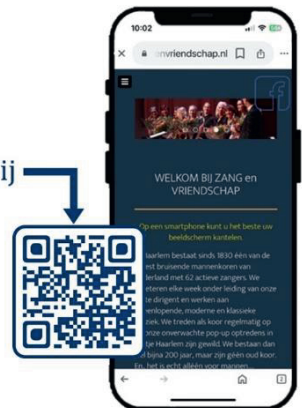 10:02
envriendschap.nl
WELKOM BIJ ZANG en
VRIENDSCHAP
Op een smartphone kunt u het beste uw
beeldscherm kantelen.
Haarlem bestaat sinds 1830 één van de
est bruisende mannenkoren van
derland met 62 actieve zangers. We
eteren elke week onder leiding van onze
te dirigent en werken aan
enlopende, moderne en klassieke
ziek. We treden als koor regelmatig op
onze onverwachte pop-up optredens in
tje Haarlem zijn gewild. We bestaan dan
el bijna 200 jaar, maar zijn géén oud koor.
En, het is echt alléén voor mannen...
ij
2